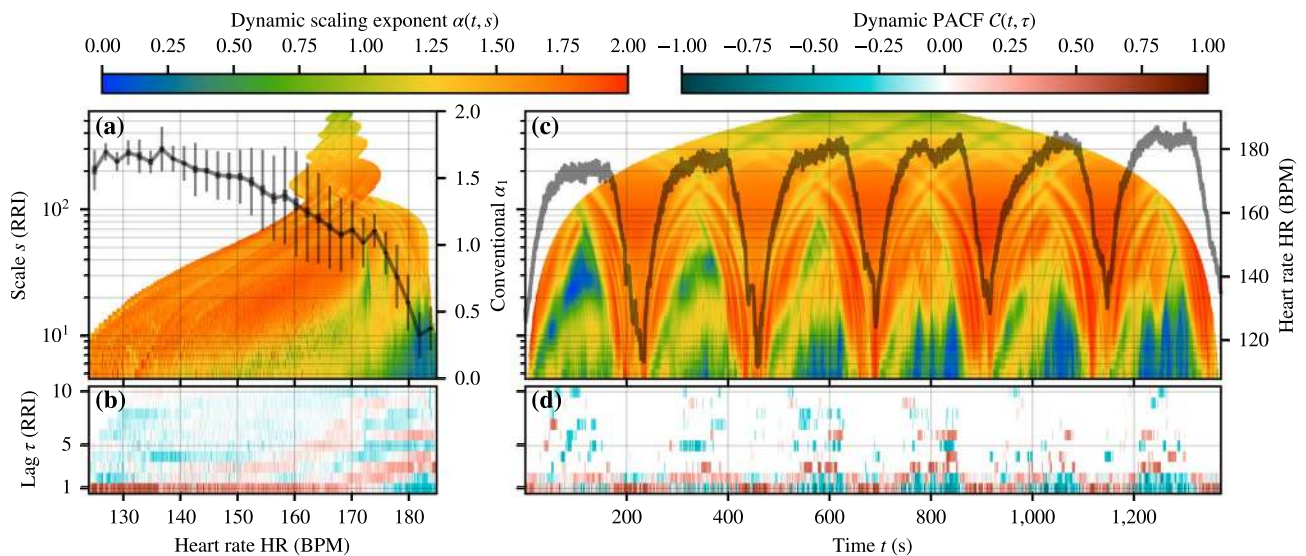 Dynamic scaling exponent α(t, s)
0.00 0.25 0.50 0.75 1.00 1.25 1.50 1.75 2.00
Dynamic PACF C(t, τ)
−1.00 −0.75 −0.50 −0.25 0.00 0.25 0.50 0.75 1.00
(a)
Scale s (RRI)
10²
10¹
2.0
1.5
1.0
0.5
0.0
Conventional α₁
(c)
180
160
140
120
Heart rate HR (BPM)
(b)
Lag τ (RRI)
10
5
1
130 140 150 160 170 180
Heart rate HR (BPM)
(d)
200 400 600 800 1,000 1,200
Time t (s)